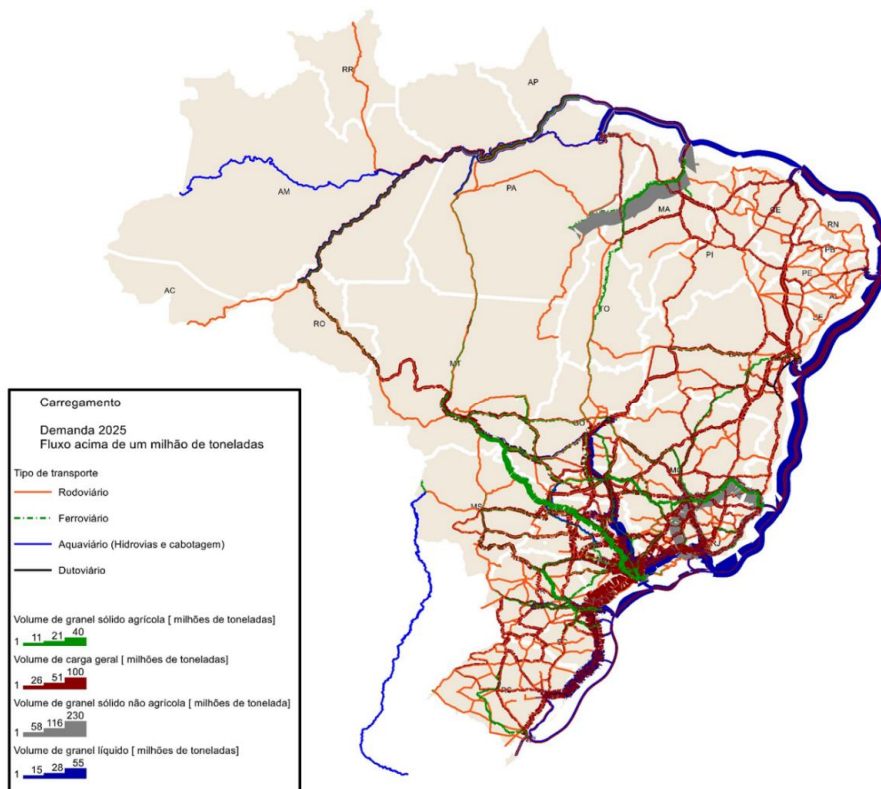 RR
AP
AM
PA
MA
CE
RN
PB
PI
PE
AL
SE
AC
TO
RO
MT
BA
GO
MG
MS
RJ
SC
RS
Carregamento
Demanda 2025
Fluxo acima de um milhão de toneladas
Tipo de transporte
Rodoviário
Ferroviário
Aquaviário (Hidrovias e cabotagem)
Dutoviário
Volume de granel sólido agrícola [ milhões de toneladas]
1 11 21 40
Volume de carga geral [ milhões de toneladas]
1 26 51 100
Volume de granel sólido não agrícola [ milhões de tonelada]
1 58 116 230
Volume de granel líquido [ milhões de toneladas]
1 15 28 55